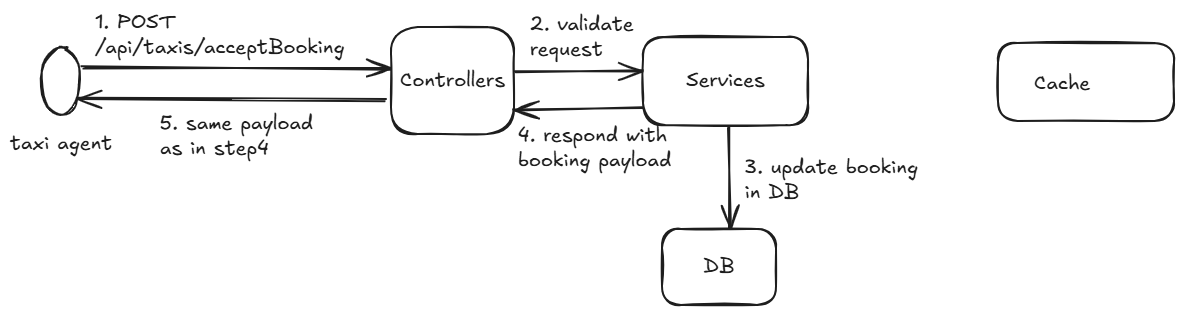 1. POST
/api/taxis/acceptBooking
2. validate
request
Controllers
Services
Cache
taxi agent
5. same payload
as in step4
4. respond with
booking payload
3. update booking
in DB
DB